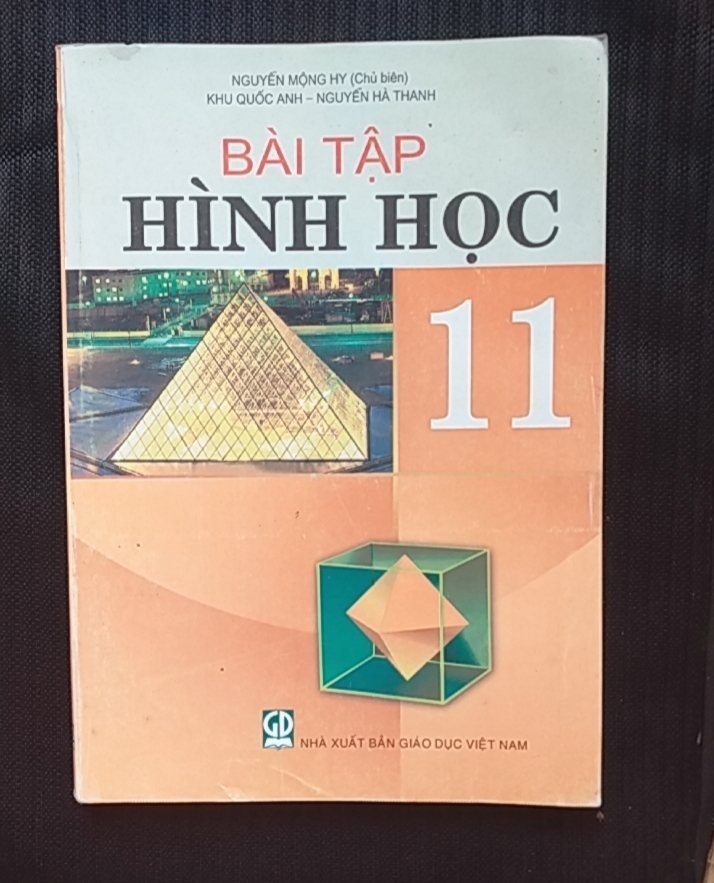 NGUYỄN MỘNG HY (Chủ biên)
KHU QUỐC ANH – NGUYỄN HÀ THANH
BÀI TẬP
HÌNH HỌC
11
GD
NHÀ XUẤT BẢN GIÁO DỤC VIỆT NAM